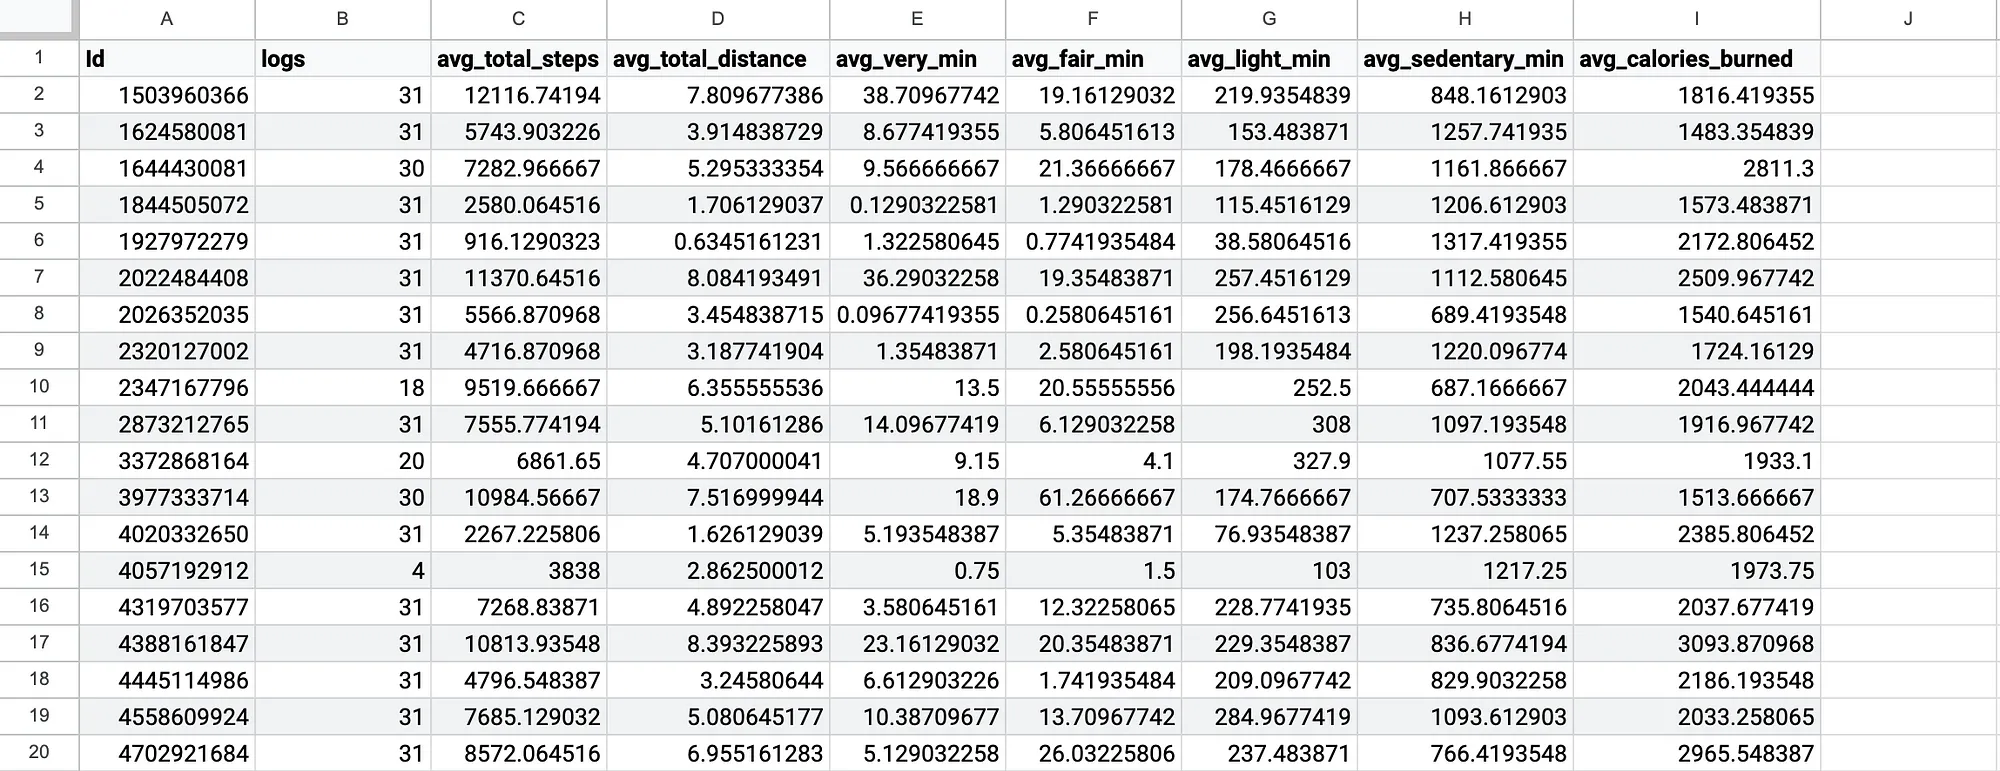 A B C D E F G H I J
1 Id logs avg_total_steps avg_total_distance avg_very_min avg_fair_min avg_light_min avg_sedentary_min avg_calories_burned
2 1503960366 31 12116.74194 7.809677386 38.70967742 19.16129032 219.9354839 848.1612903 1816.419355
3 1624580081 31 5743.903226 3.914838729 8.677419355 5.806451613 153.483871 1257.741935 1483.354839
4 1644430081 30 7282.966667 5.295333354 9.566666667 21.36666667 178.4666667 1161.866667 2811.3
5 1844505072 31 2580.064516 1.706129037 0.1290322581 1.290322581 115.4516129 1206.612903 1573.483871
6 1927972279 31 916.1290323 0.6345161231 1.322580645 0.7741935484 38.58064516 1317.419355 2172.806452
7 2022484408 31 11370.64516 8.084193491 36.29032258 19.35483871 257.4516129 1112.580645 2509.967742
8 2026352035 31 5566.870968 3.454838715 0.09677419355 0.2580645161 256.6451613 689.4193548 1540.645161
9 2320127002 31 4716.870968 3.187741904 1.35483871 2.580645161 198.1935484 1220.096774 1724.16129
10 2347167796 18 9519.666667 6.355555536 13.5 20.55555556 252.5 687.1666667 2043.444444
11 2873212765 31 7555.774194 5.10161286 14.09677419 6.129032258 308 1097.193548 1916.967742
12 3372868164 20 6861.65 4.707000041 9.15 4.1 327.9 1077.55 1933.1
13 3977333714 30 10984.56667 7.516999944 18.9 61.26666667 174.7666667 707.5333333 1513.666667
14 4020332650 31 2267.225806 1.626129039 5.193548387 5.35483871 76.93548387 1237.258065 2385.806452
15 4057192912 4 3838 2.862500012 0.75 1.5 103 1217.25 1973.75
16 4319703577 31 7268.83871 4.892258047 3.580645161 12.32258065 228.7741935 735.8064516 2037.677419
17 4388161847 31 10813.93548 8.393225893 23.16129032 20.35483871 229.3548387 836.6774194 3093.870968
18 4445114986 31 4796.548387 3.24580644 6.612903226 1.741935484 209.0967742 829.9032258 2186.193548
19 4558609924 31 7685.129032 5.080645177 10.38709677 13.70967742 284.9677419 1093.612903 2033.258065
20 4702921684 31 8572.064516 6.955161283 5.129032258 26.03225806 237.483871 766.4193548 2965.548387